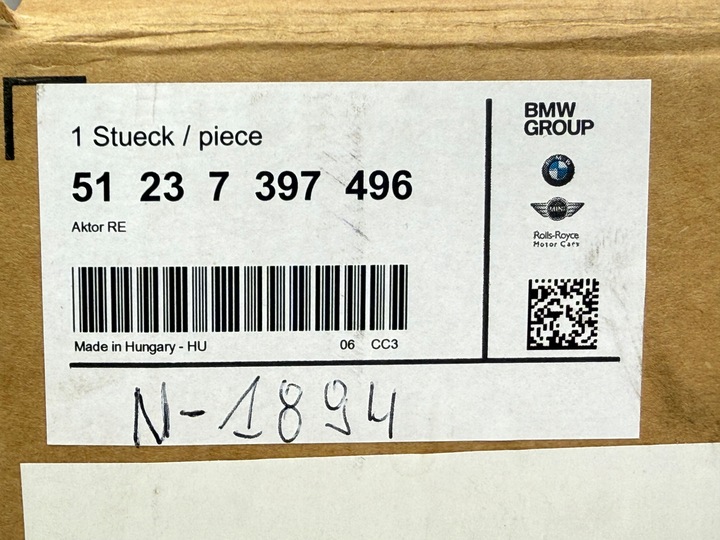 1 Stueck / piece
51 23 7 397 496
Aktor RE
Made in Hungary - HU 06 CC3
N-1894
BMW
GROUP
BMW
MINI
Rolls-Royce
Motor Cars